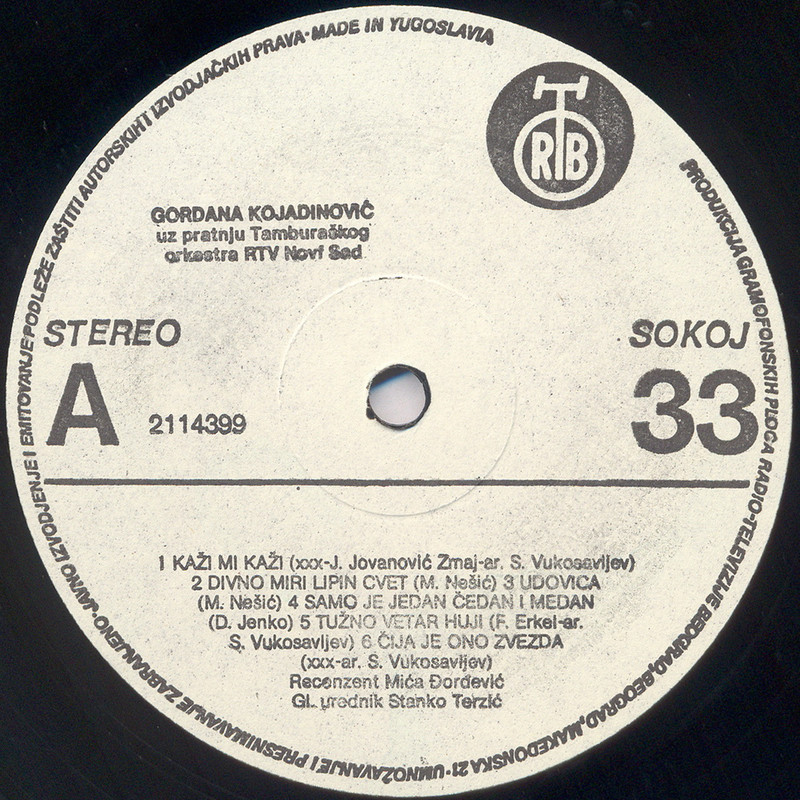 PRODUKCIJA GRAMOFONSKIH PLOČA RADIO-TELEVIZIJE BEOGRAD, BEOGRAD, MAKEDONSKA 21 · UMNOŽAVANJE I PRESNIMAVANJE ZABRANJENO-JAVNO IZVODJENJE I EMITOVANJE PODLEŽE ZAŠTITI AUTORSKIH I IZVODJAČKIH PRAVA · MADE IN YUGOSLAVIA
RTB
GORDANA KOJADINOVIĆ
uz pratnju Tamburaškog
orkestra RTV Novi Sad
STEREO
SOKOJ
A
2114399
33
1 KAŽI MI KAŽI (xxx-J. Jovanović Zmaj-ar. S. Vukosavljev)
2 DIVNO MIRI LIPIN CVET (M. Nešić) 3 UDOVICA
(M. Nešić) 4 SAMO JE JEDAN ČEDAN I MEDAN
(D. Jenko) 5 TUŽNO VETAR HUJI (F. Erkel-ar.
S. Vukosavljev) 6 ČIJA JE ONO ZVEZDA
(xxx-ar. S. Vukosavljev)
Recenzent Mića Đorđević
Gl. urednik Stanko Terzić